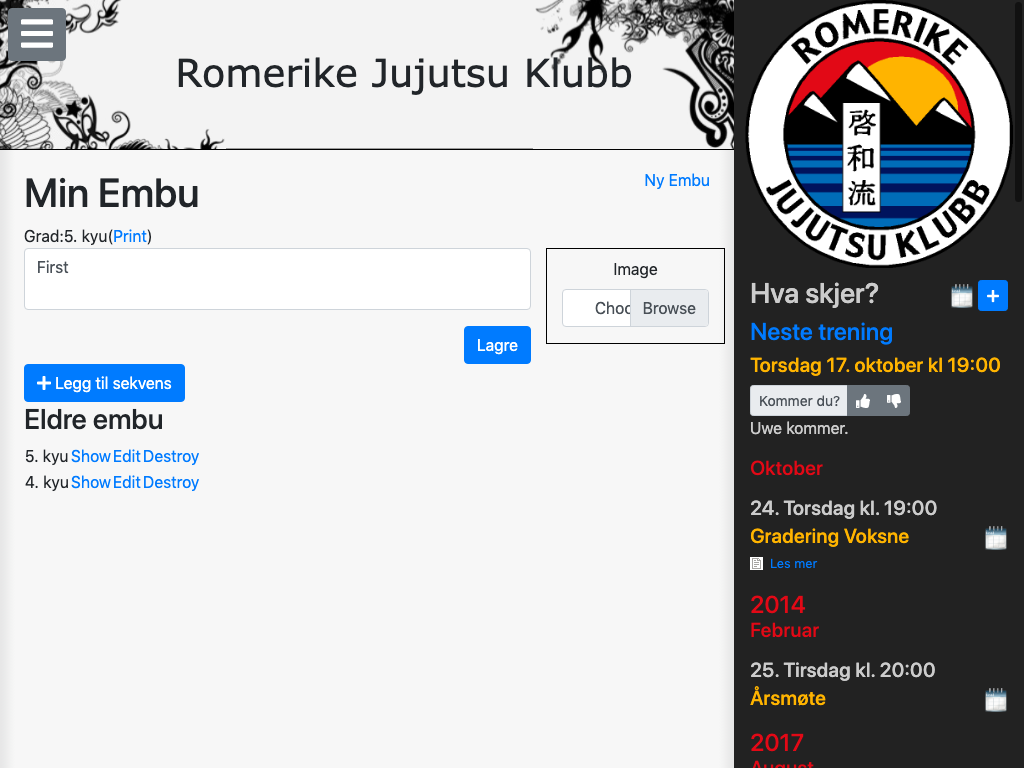 Romerike Jujutsu Klubb
Min Embu
Ny Embu
Grad:5. kyu(Print)
First
Image
Choo
Browse
Lagre
Legg til sekvens
Eldre embu
5. kyu Show Edit Destroy
4. kyu Show Edit Destroy
ROMERIKE
啓和流
JUJUTSU KLUBB
Hva skjer?
Neste trening
Torsdag 17. oktober kl 19:00
Kommer du?
Uwe kommer.
Oktober
24. Torsdag kl. 19:00
Gradering Voksne
Les mer
2014
Februar
25. Tirsdag kl. 20:00
Årsmøte
2017
August